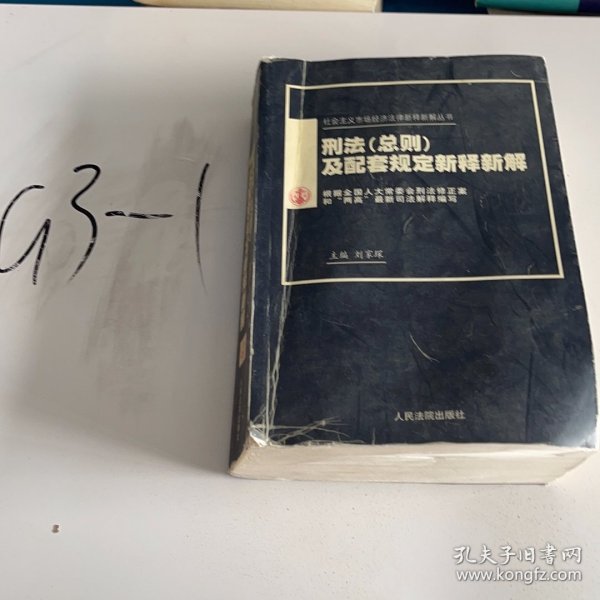 G3-1
社会主义市场经济法律新释新解丛书
刑法(总则)
及配套规定新释新解
根据全国人大常委会刑法修正案
和“两高”最新司法解释编写
主编 刘家琛
人民法院出版社
孔夫子旧书网
www.kongfz.com